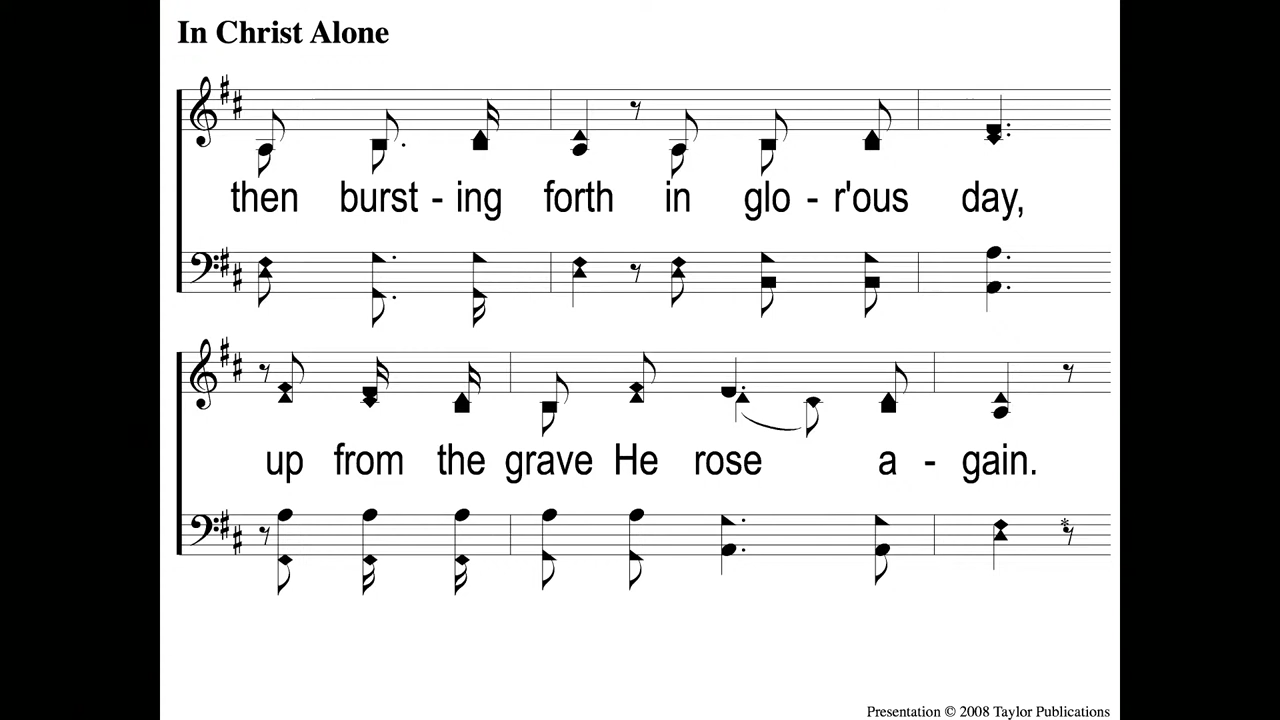 In Christ Alone
then burst - ing forth in glo - r'ous day,
up from the grave He rose a - gain.
*
Presentation © 2008 Taylor Publications